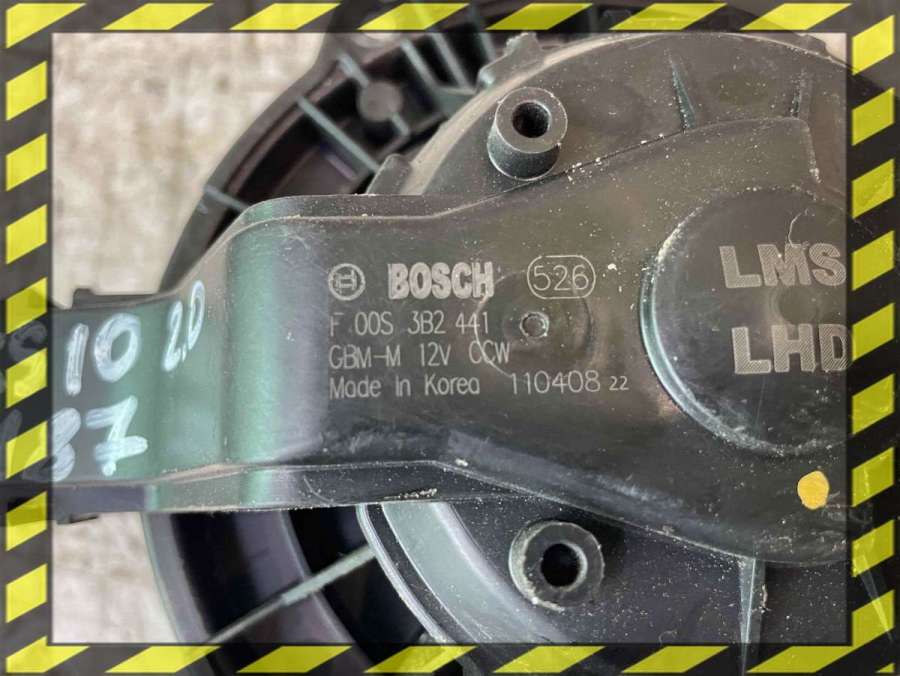 BOSCH 526
F 00S 3B2 441
GBM-M 12V CCW
Made in Korea 110408 22
LMS
LHD
10 2.0
37